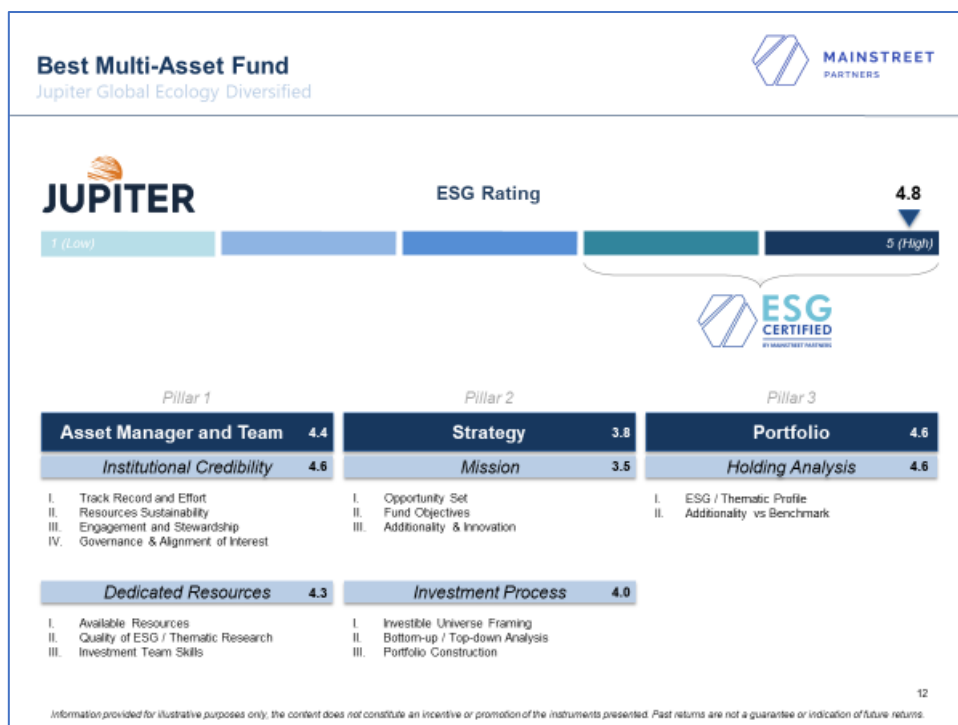 Best Multi-Asset Fund
Jupiter Global Ecology Diversified
MAINSTREET
PARTNERS
JUPITER
ESG Rating
4.8
1 (Low)
5 (High)
ESG
CERTIFIED
BY MAINSTREET PARTNERS
Pillar 1
Pillar 2
Pillar 3
Asset Manager and Team 4.4
Strategy 3.8
Portfolio 4.6
Institutional Credibility 4.6
Mission 3.5
Holding Analysis 4.6
I. Track Record and Effort
II. Resources Sustainability
III. Engagement and Stewardship
IV. Governance & Alignment of Interest
I. Opportunity Set
II. Fund Objectives
III. Additionality & Innovation
I. ESG / Thematic Profile
II. Additionality vs Benchmark
Dedicated Resources 4.3
Investment Process 4.0
I. Available Resources
II. Quality of ESG / Thematic Research
III. Investment Team Skills
I. Investible Universe Framing
II. Bottom-up / Top-down Analysis
III. Portfolio Construction
12
Information provided for illustrative purposes only, the content does not constitute an incentive or promotion of the instruments presented. Past returns are not a guarantee or indication of future returns.